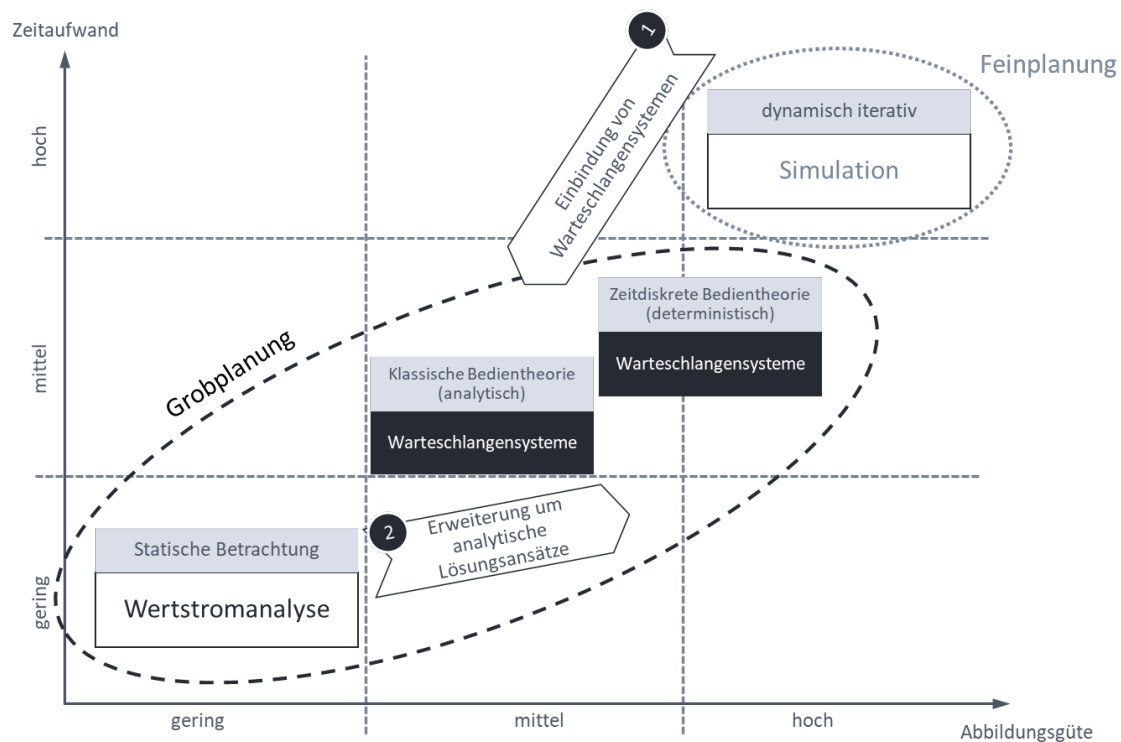 Zeitaufwand
1
Feinplanung
hoch
Einbindung von
Warteschlangensystemen
dynamisch iterativ
Simulation
Grobplanung
mittel
Zeitdiskrete Bedientheorie
(deterministisch)
Warteschlangensysteme
Klassische Bedientheorie
(analytisch)
Warteschlangensysteme
gering
2
Erweiterung um
analytische
Lösungsansätze
Statische Betrachtung
Wertstromanalyse
gering
mittel
hoch
Abbildungsgüte